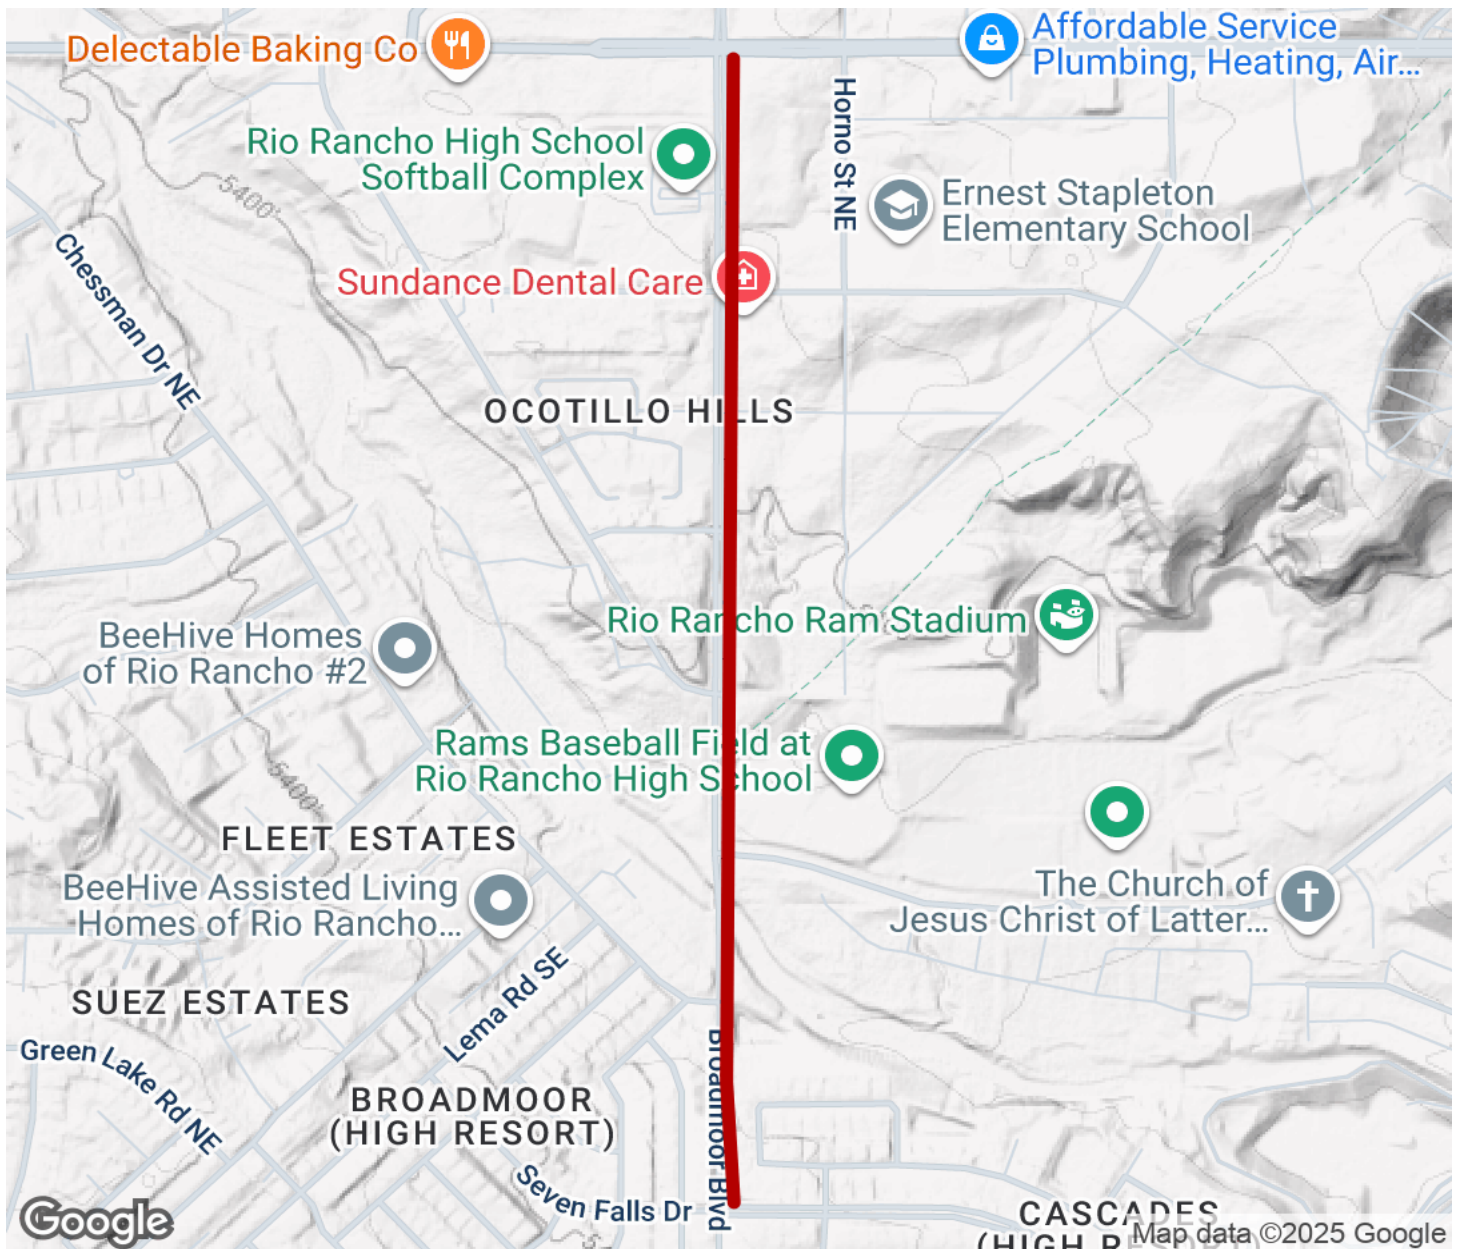 Delectable Baking Co
Affordable Service
Plumbing, Heating, Air...
Rio Rancho High School
Softball Complex
Horno St NE
Ernest Stapleton
Elementary School
5400'
Chessman Dr NE
Sundance Dental Care
OCOTILLO HILLS
Rio Rancho Ram Stadium
BeeHive Homes
of Rio Rancho #2
Rams Baseball Field at
Rio Rancho High School
5400'
FLEET ESTATES
BeeHive Assisted Living
Homes of Rio Rancho...
The Church of
Jesus Christ of Latter...
SUEZ ESTATES
Lema Rd SE
Green Lake Rd NE
BROADMOOR
(HIGH RESORT)
Broadmoor Blvd
Seven Falls Dr
CASCADES
(HIGH RESORT)
Google
Map data ©2025 Google